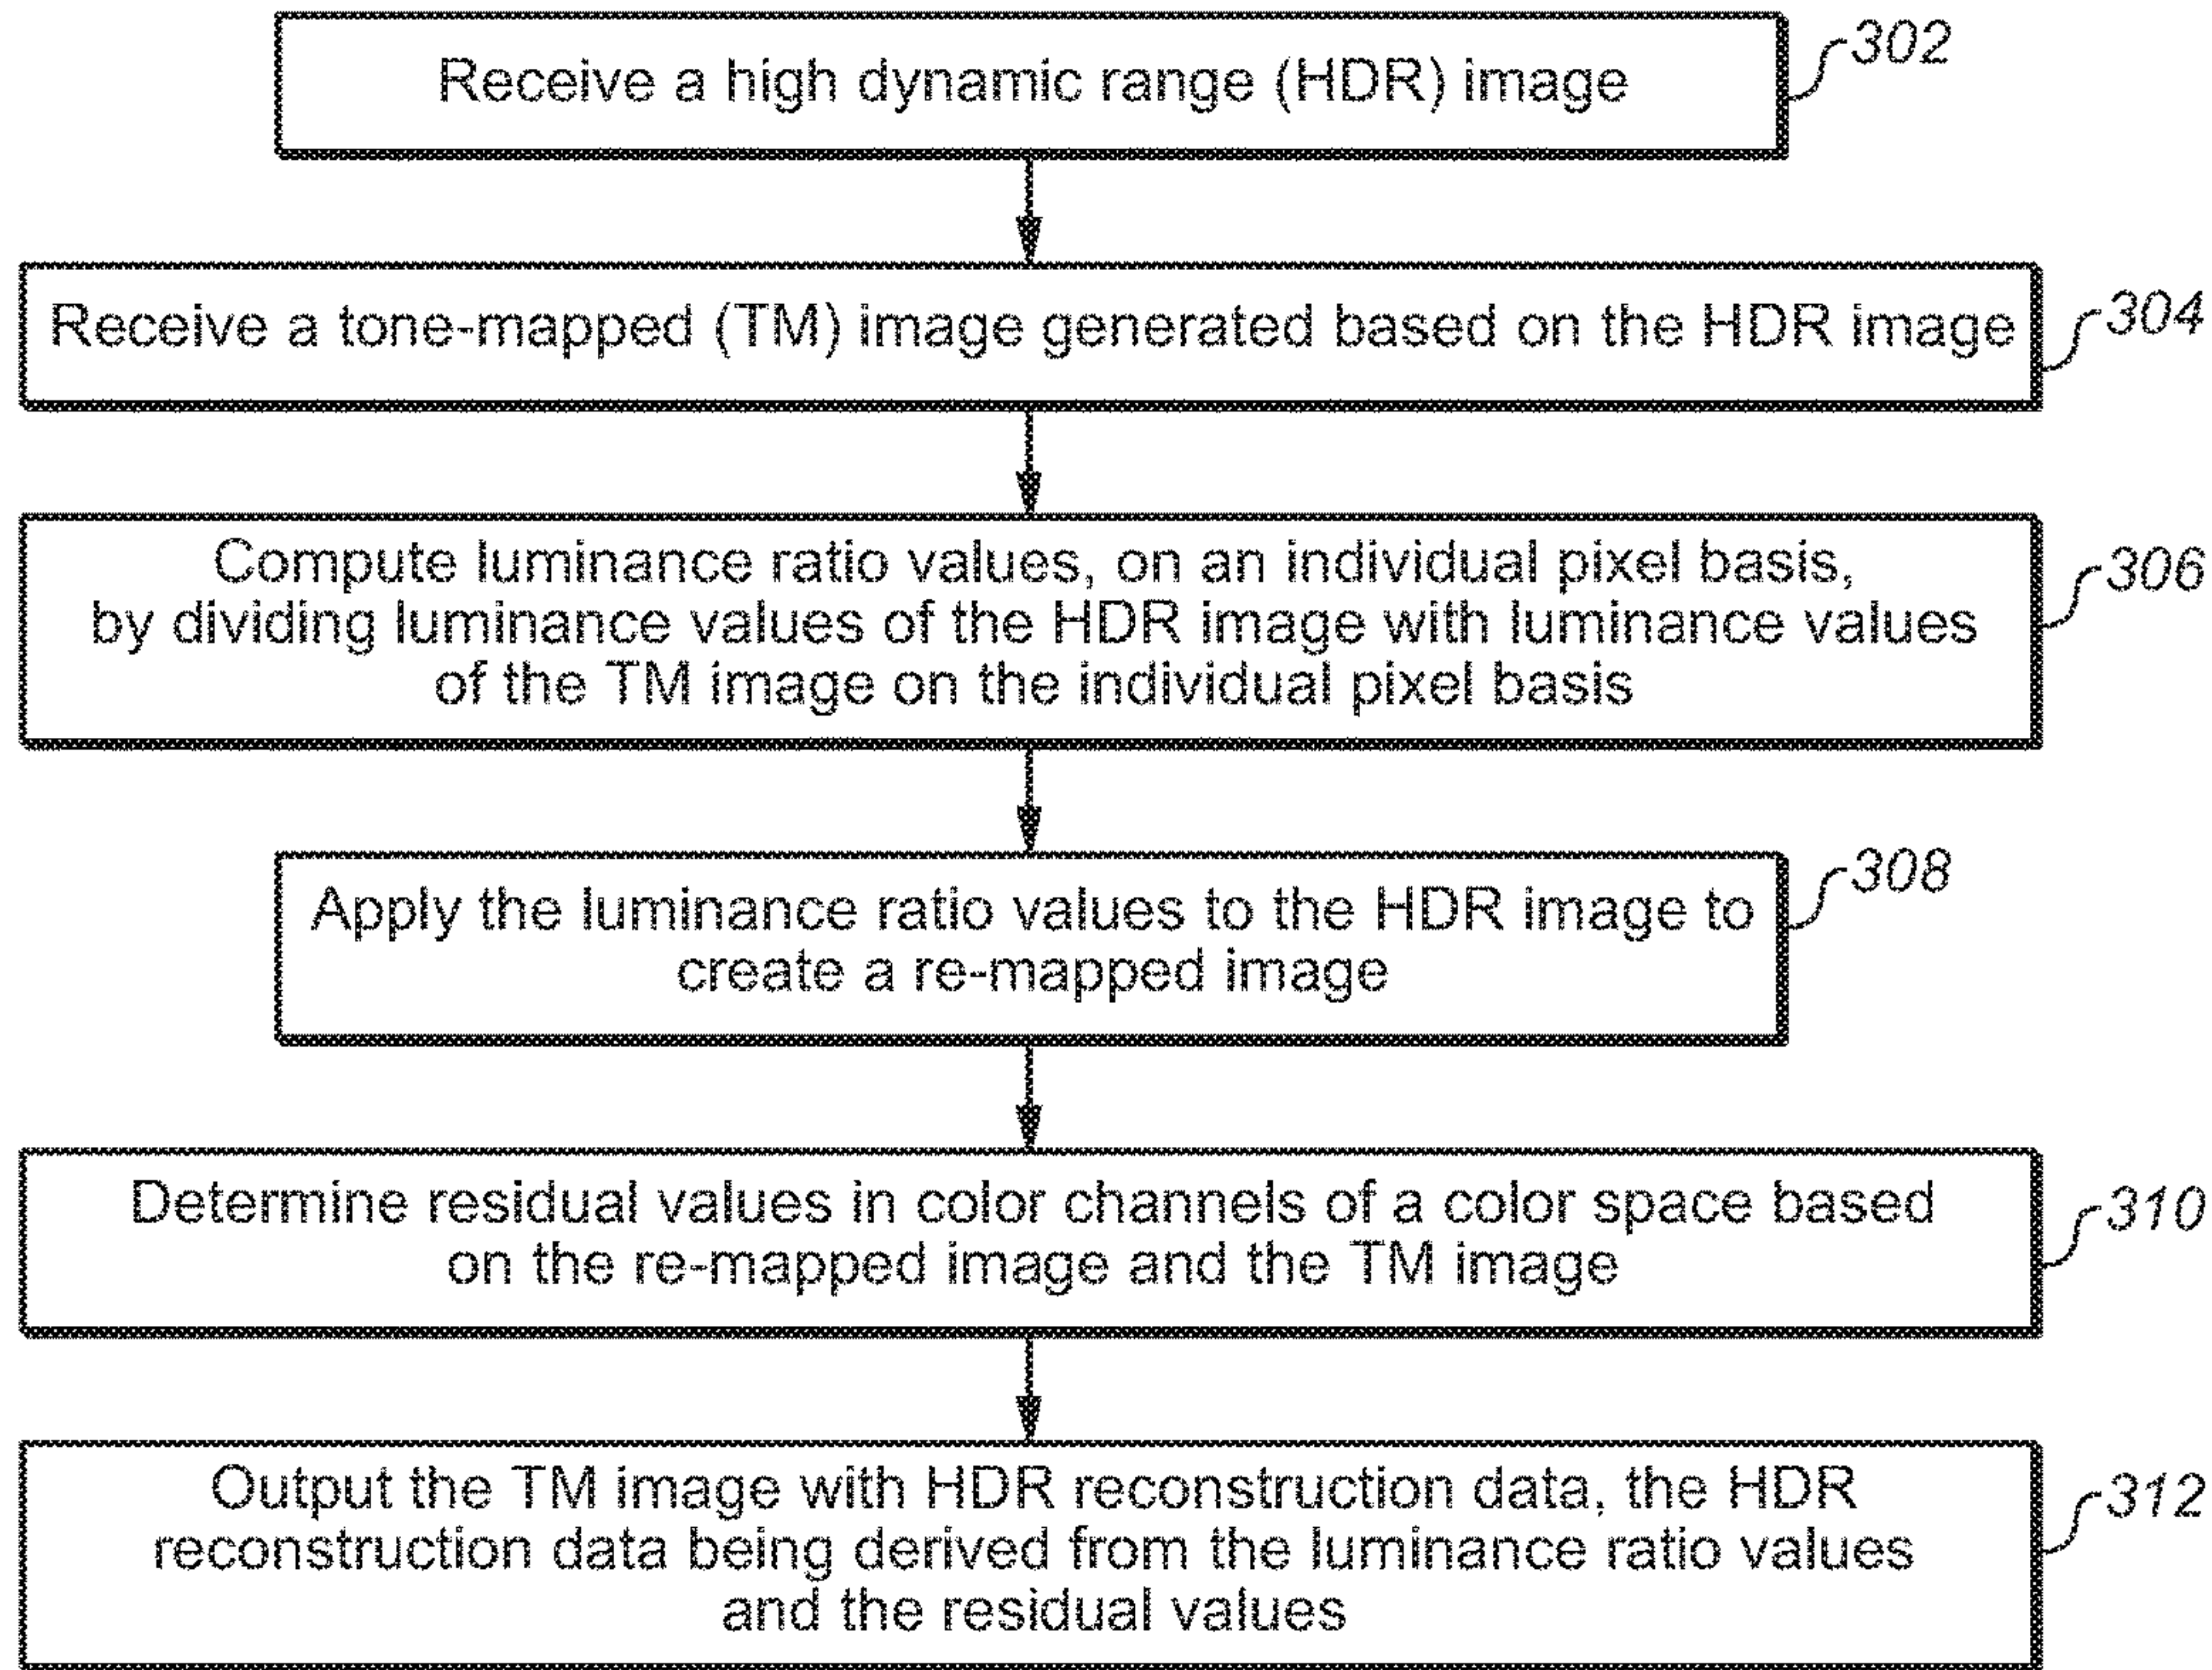 Receive a high dynamic range (HDR) image
302
Receive a tone-mapped (TM) image generated based on the HDR image
304
Compute luminance ratio values, on an individual pixel basis,
by dividing luminance values of the HDR image with luminance values
of the TM image on the individual pixel basis
306
Apply the luminance ratio values to the HDR image to
create a re-mapped image
308
Determine residual values in color channels of a color space based
on the re-mapped image and the TM image
310
Output the TM image with HDR reconstruction data, the HDR
reconstruction data being derived from the luminance ratio values
and the residual values
312